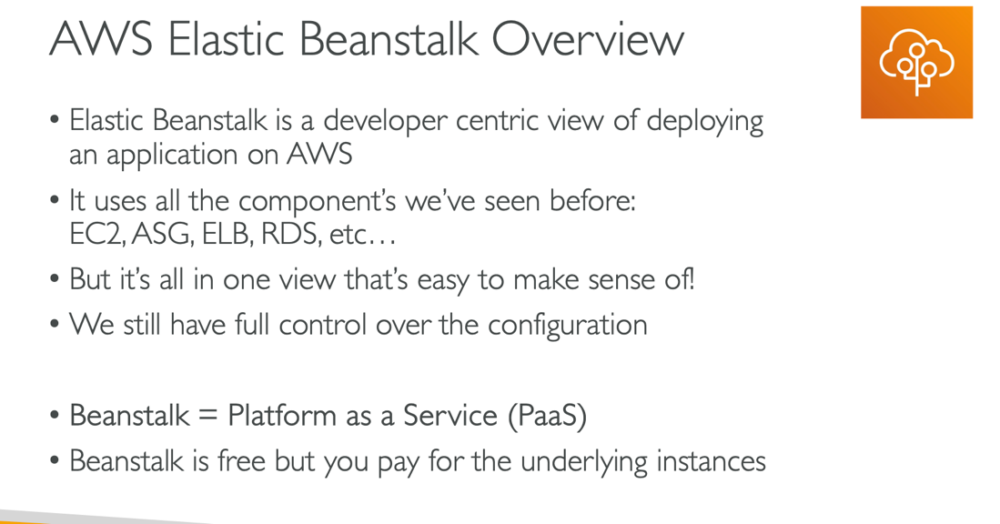 AWS Elastic Beanstalk Overview
• Elastic Beanstalk is a developer centric view of deploying
an application on AWS
• It uses all the component's we've seen before:
EC2, ASG, ELB, RDS, etc…
• But it's all in one view that's easy to make sense of!
• We still have full control over the configuration
• Beanstalk = Platform as a Service (PaaS)
• Beanstalk is free but you pay for the underlying instances